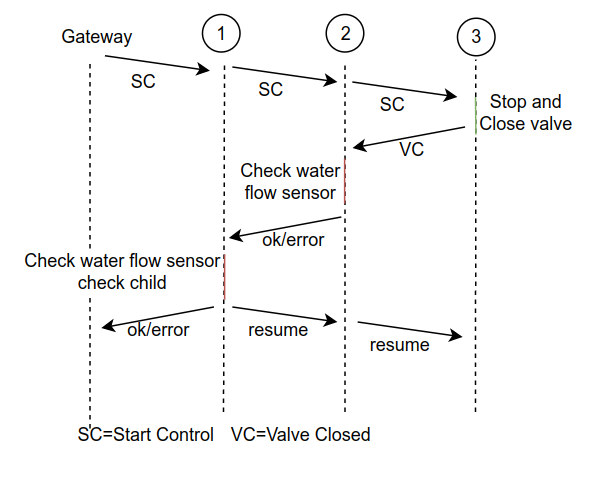 Gateway
1
2
3
SC
SC
SC
Stop and
Close valve
VC
Check water
flow sensor
ok/error
Check water flow sensor
check child
ok/error
resume
resume
SC=Start Control VC=Valve Closed